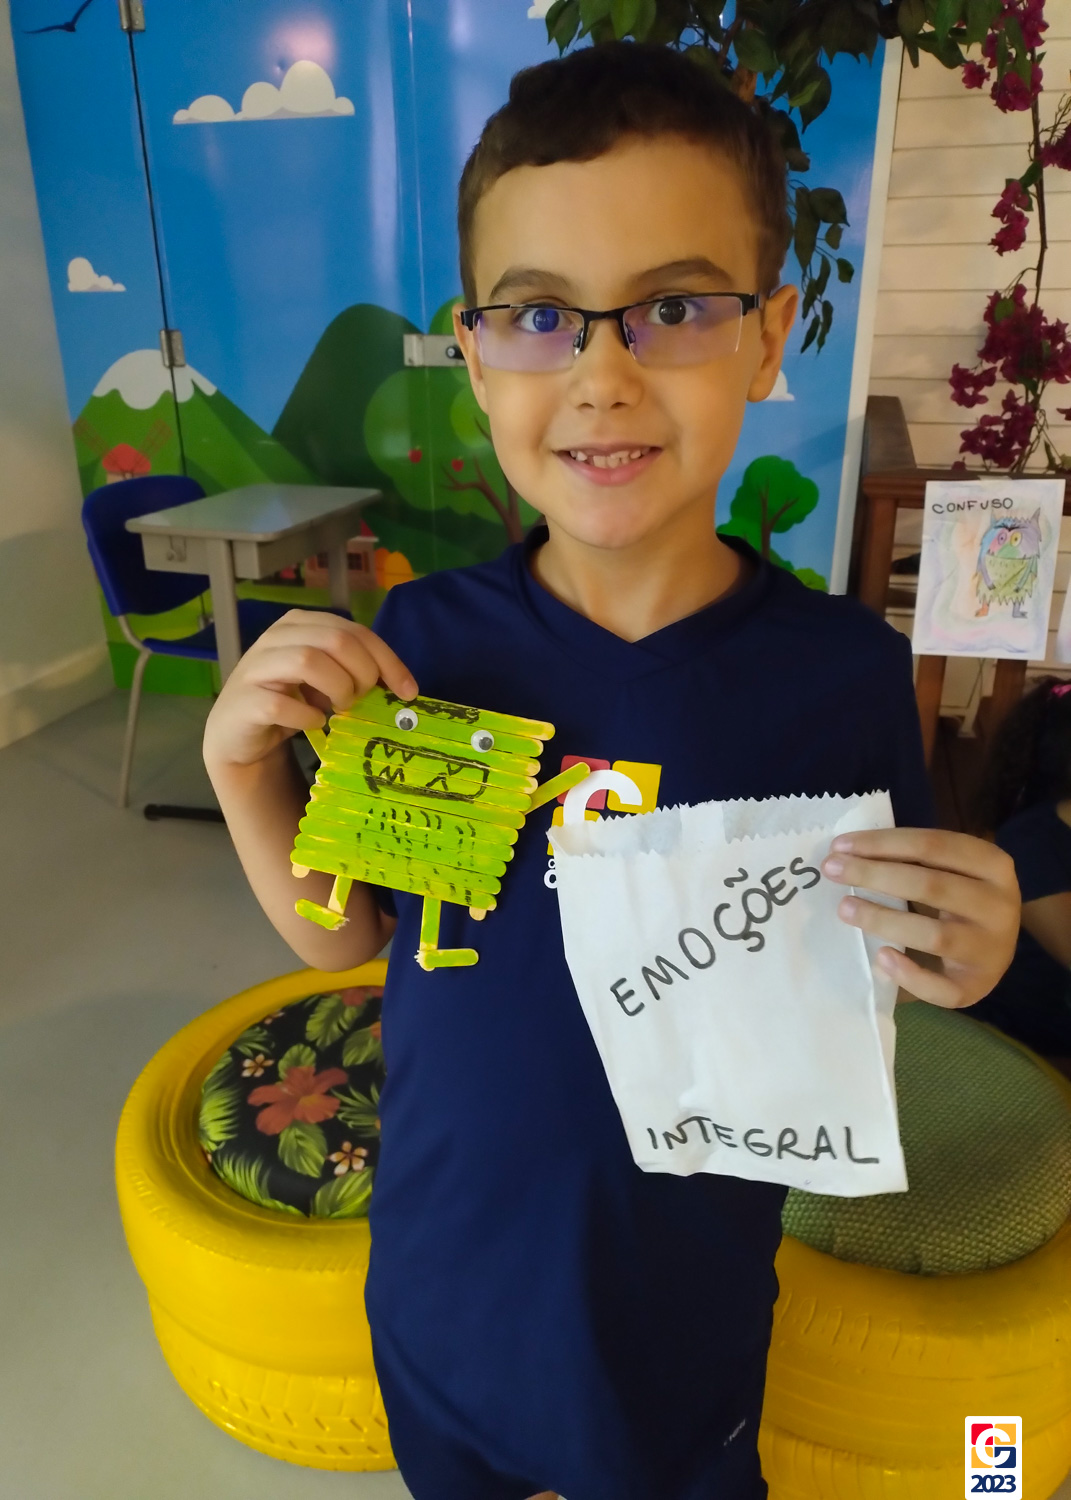 CONFUSO
EMOÇÕES
INTEGRAL
G
2023